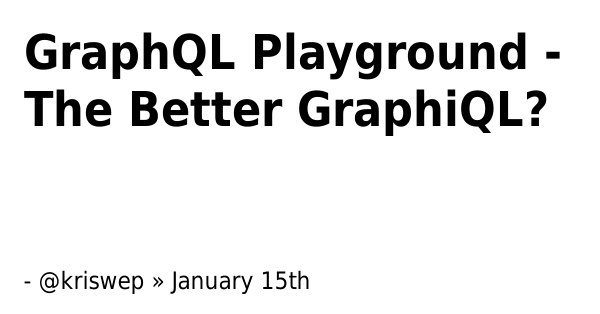 GraphQL Playground -
The Better GraphiQL?
- @kriswep » January 15th